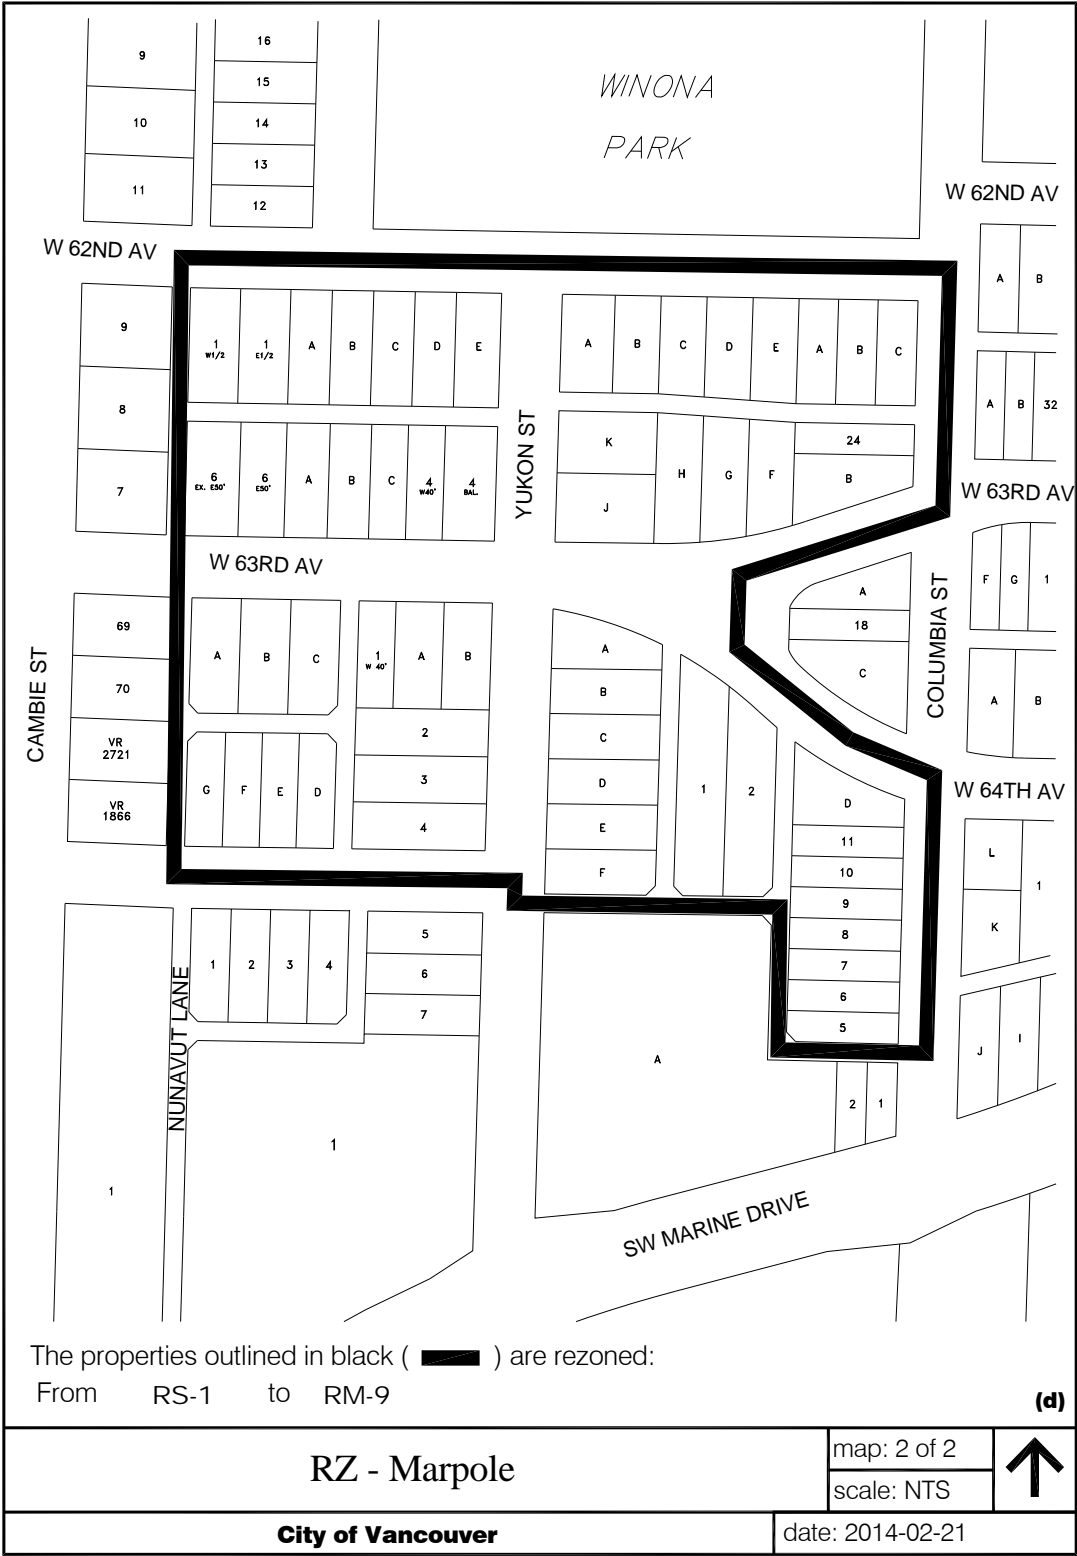 9
10
11
16
15
14
13
12
WINONA
PARK
W 62ND AV
W 62ND AV
A B
9
8
7
1 W1/2
1 E1/2
A B C D E
A B C D E A B C
A B 32
YUKON ST
6 EX. E50'
6 E50'
A B C
4 W40'
4 BAL.
K
J
H G F
24
B
W 63RD AV
W 63RD AV
F G 1
COLUMBIA ST
A
18
C
A B
CAMBIE ST
69
70
VR
2721
VR
1866
A B C
1 W 40'
A B
2
3
4
G F E D
A
B
C
D
E
F
1 2
D
11
10
9
8
7
6
5
W 64TH AV
L
K
1
J I
NUNAVUT LANE
1 2 3 4
5
6
7
A
2 1
1
1
SW MARINE DRIVE
The properties outlined in black ( ) are rezoned:
From RS-1 to RM-9
(d)
RZ - Marpole
map: 2 of 2
scale: NTS
City of Vancouver
date: 2014-02-21